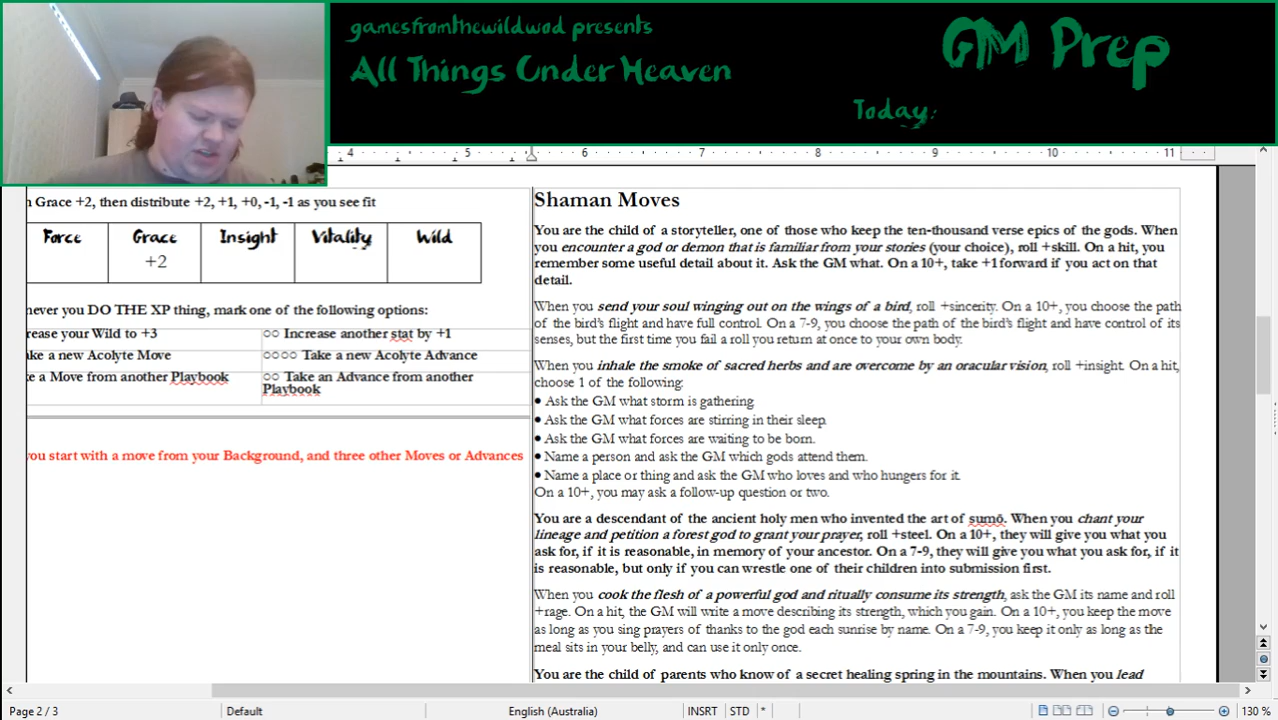 gamesfromthewildwod presents
All Things Under Heaven
GM Prep
Today:
4 5 6 7 8 9 10 11
n Grace +2, then distribute +2, +1, +0, -1, -1 as you see fit
Force Grace Insight Vitality Wild
+2
never you DO THE XP thing, mark one of the following options:
rease your Wild to +3 ○○ Increase another stat by +1
ke a new Acolyte Move ○○○○ Take a new Acolyte Advance
e a Move from another Playbook ○○ Take an Advance from another
Playbook
you start with a move from your Background, and three other Moves or Advances
Shaman Moves
You are the child of a storyteller, one of those who keep the ten-thousand verse epics of the gods. When
you encounter a god or demon that is familiar from your stories (your choice), roll +skill. On a hit, you
remember some useful detail about it. Ask the GM what. On a 10+, take +1 forward if you act on that
detail.
When you send your soul winging out on the wings of a bird, roll +sincerity. On a 10+, you choose the path
of the bird's flight and have full control. On a 7-9, you choose the path of the bird's flight and have control of its
senses, but the first time you fail a roll you return at once to your own body.
When you inhale the smoke of sacred herbs and are overcome by an oracular vision, roll +insight. On a hit,
choose 1 of the following:
● Ask the GM what storm is gathering
● Ask the GM what forces are stirring in their sleep.
● Ask the GM what forces are waiting to be born.
● Name a person and ask the GM which gods attend them.
● Name a place or thing and ask the GM who loves and who hungers for it.
On a 10+, you may ask a follow-up question or two.
You are a descendant of the ancient holy men who invented the art of sumō. When you chant your
lineage and petition a forest god to grant your prayer, roll +steel. On a 10+, they will give you what you
ask for, if it is reasonable, in memory of your ancestor. On a 7-9, they will give you what you ask for, if it
is reasonable, but only if you can wrestle one of their children into submission first.
When you cook the flesh of a powerful god and ritually consume its strength, ask the GM its name and roll
+rage. On a hit, the GM will write a move describing its strength, which you gain. On a 10+, you keep the move
as long as you sing prayers of thanks to the god each sunrise by name. On a 7-9, you keep it only as long as the
meal sits in your belly, and can use it only once.
You are the child of parents who know of a secret healing spring in the mountains. When you lead
Page 2 / 3 Default English (Australia) INSRT STD * 130 %